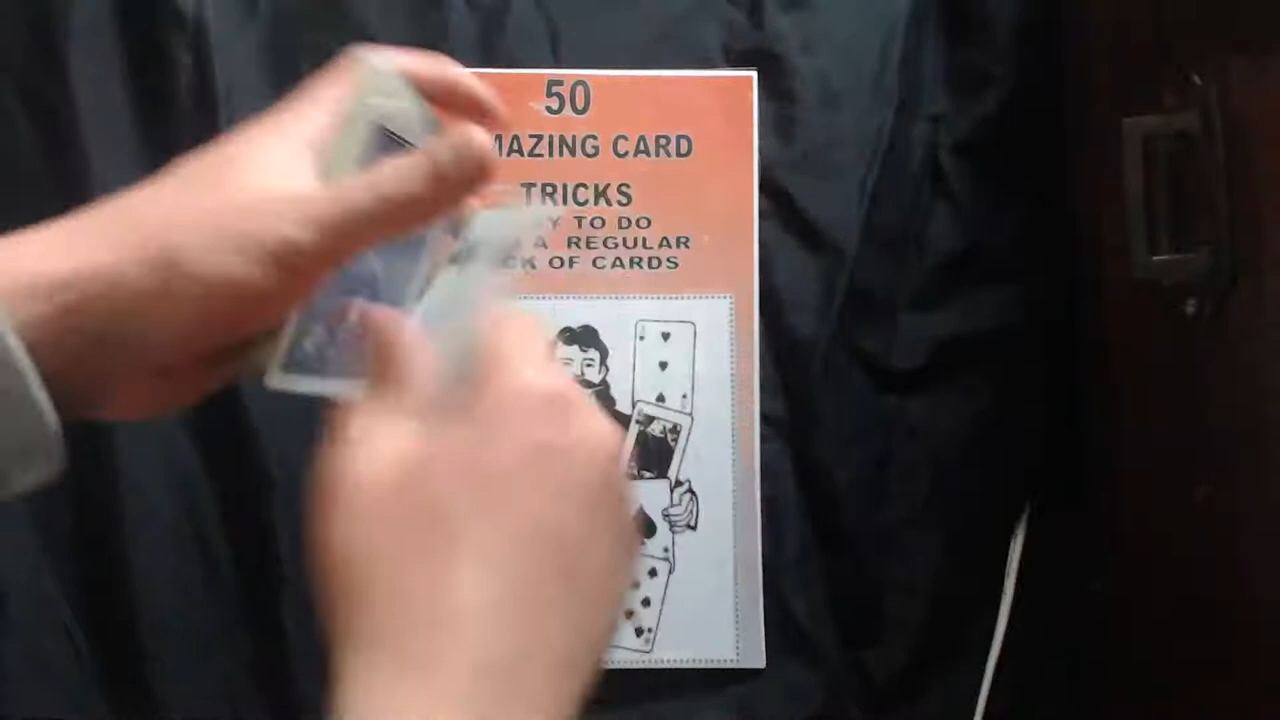 50
MAZING CARD
TRICKS
Y TO DO
A REGULAR
CK OF CARDS